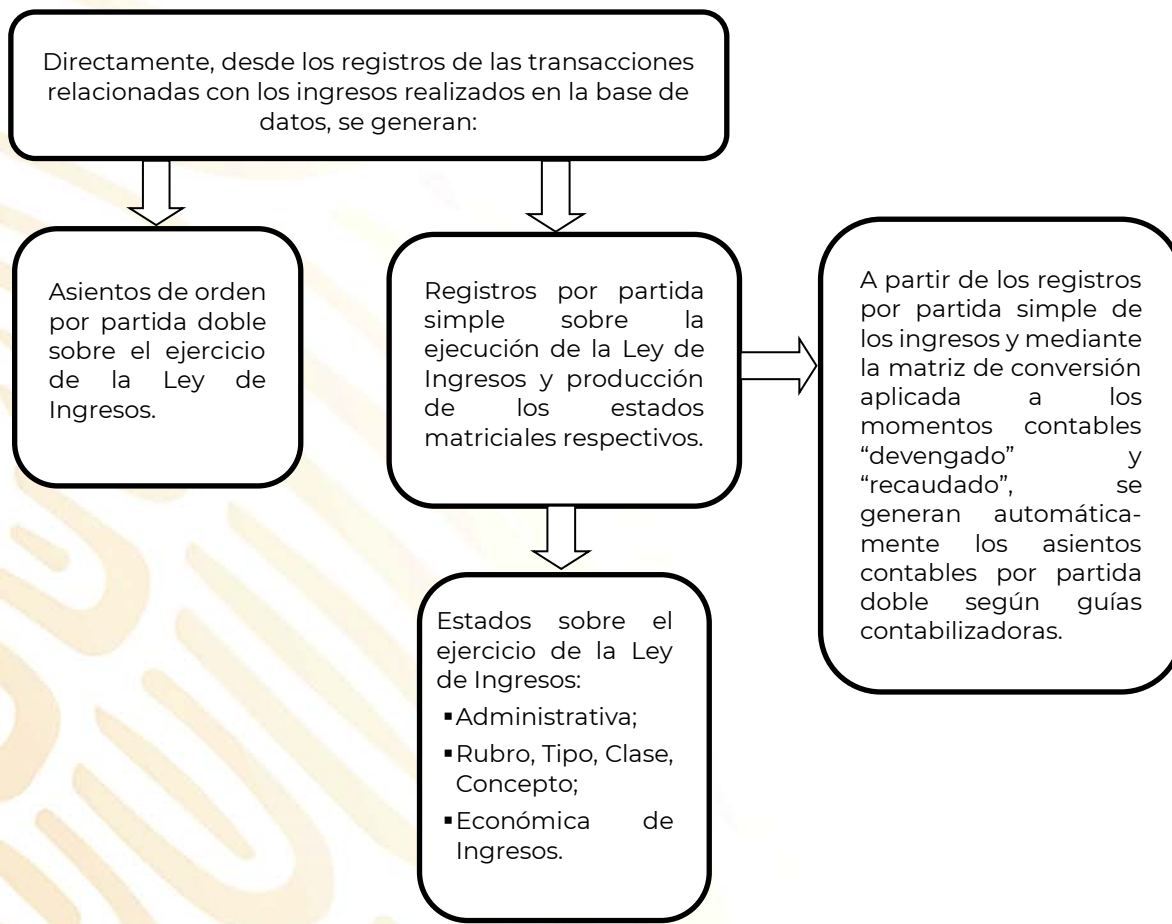 Directamente, desde los registros de las transacciones
relacionadas con los ingresos realizados en la base de
datos, se generan:
Asientos de orden
por partida doble
sobre el ejercicio
de la Ley de
Ingresos.
Registros por partida
simple sobre la
ejecución de la Ley de
Ingresos y producción
de los estados
matriciales respectivos.
A partir de los registros
por partida simple de
los ingresos y mediante
la matriz de conversión
aplicada a los
momentos contables
“devengado” y
“recaudado”, se
generan automática-
mente los asientos
contables por partida
doble según guías
contabilizadoras.
Estados sobre el
ejercicio de la Ley
de Ingresos:
▪Administrativa;
▪Rubro, Tipo, Clase,
Concepto;
▪Económica de
Ingresos.